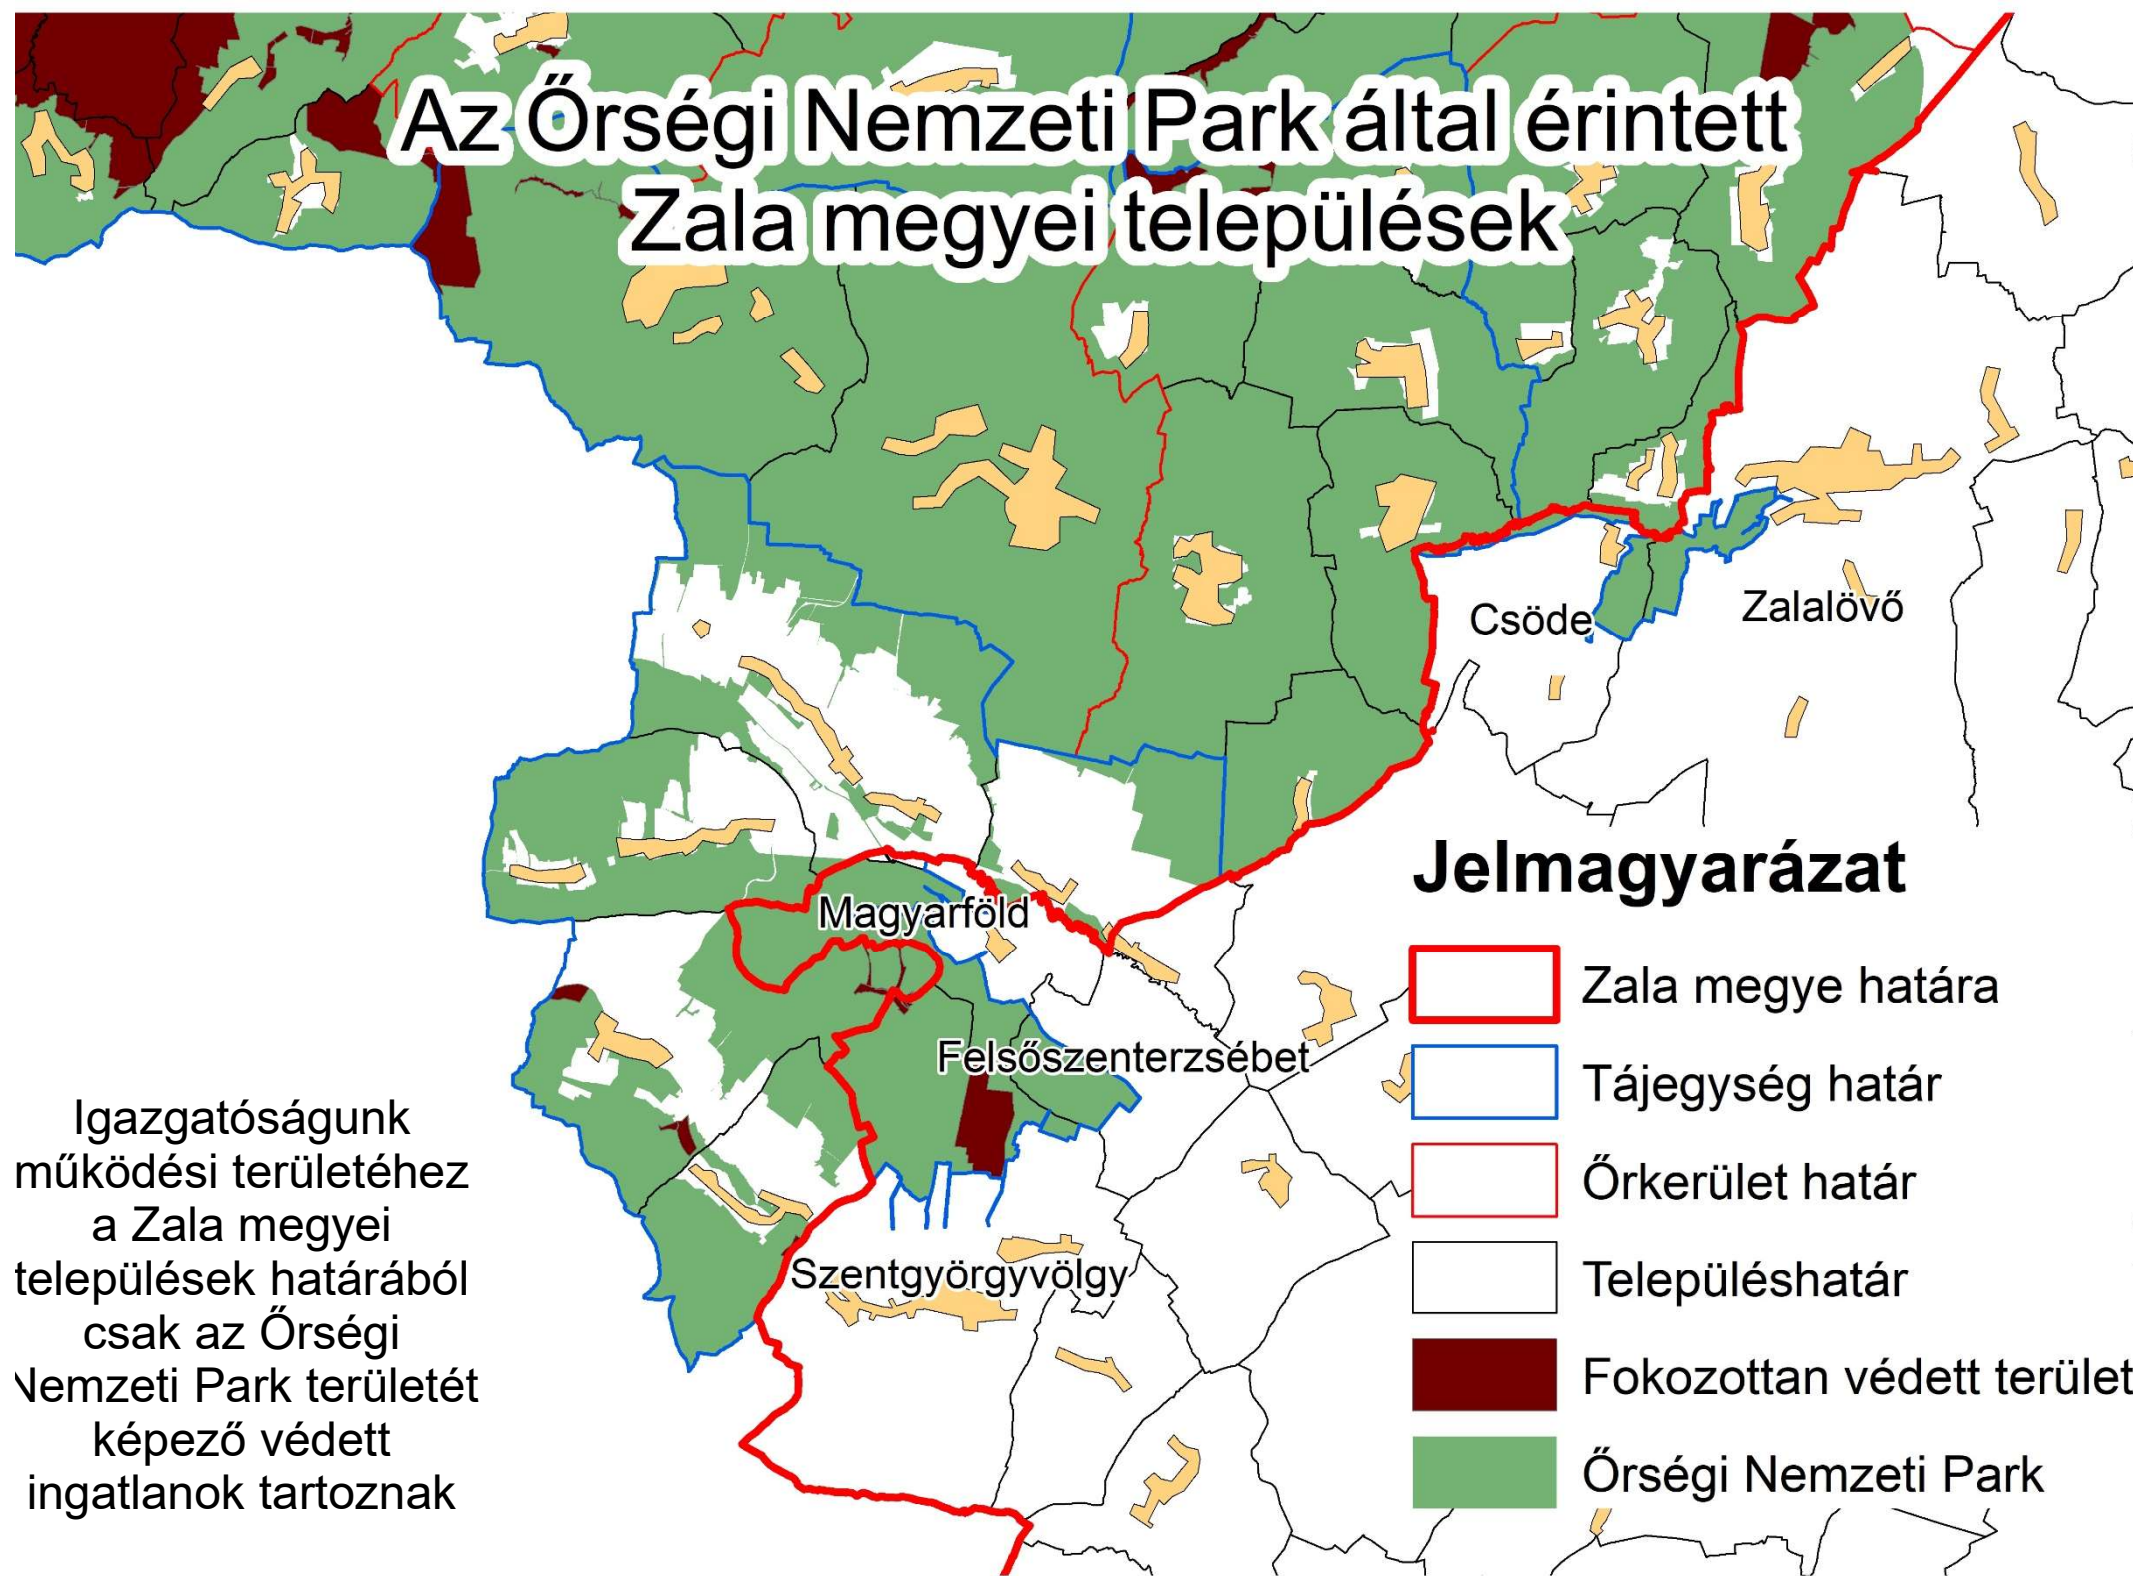 Az Őrségi Nemzeti Park által érintett
Zala megyei települések
Csöde
Zalalövő
Magyarföld
Felsőszenterzsébet
Szentgyörgyvölgy
Igazgatóságunk
működési területéhez
a Zala megyei
települések határából
csak az Őrségi
Nemzeti Park területét
képező védett
ingatlanok tartoznak
Jelmagyarázat
Zala megye határa
Tájegység határ
Őrkerület határ
Településhatár
Fokozottan védett terület
Őrségi Nemzeti Park